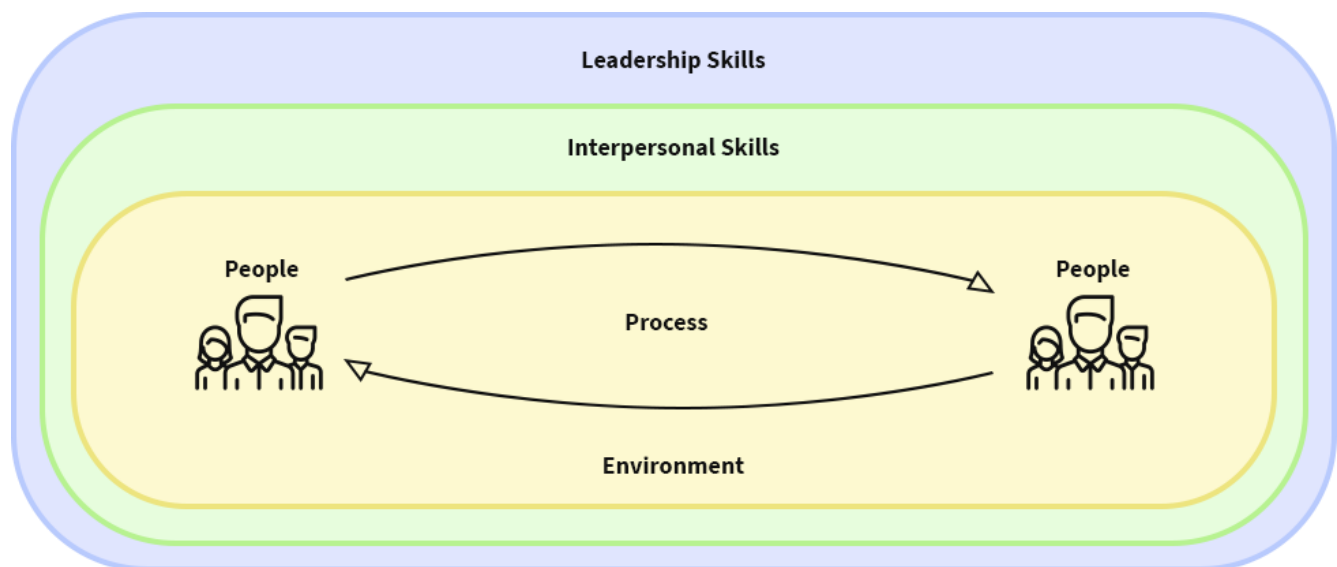 Leadership Skills
Interpersonal Skills
People
People
Process
Environment